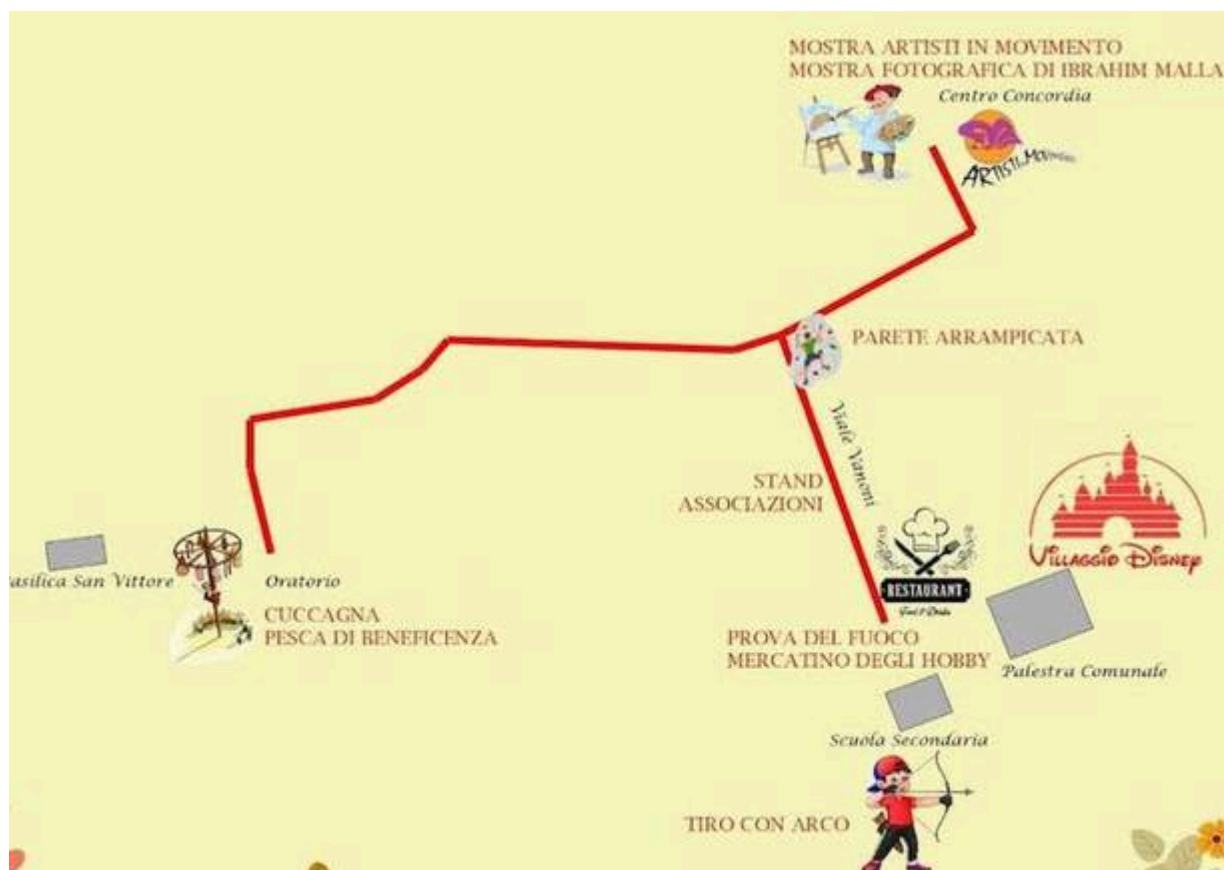 MOSTRA ARTISTI IN MOVIMENTO
MOSTRA FOTOGRAFICA DI IBRAHIM MALLA
Centro Concordia
ARTISTI
PARETE ARRAMPICATA
Viale Vanoni
STAND
ASSOCIAZIONI
VILLAGGIO DISNEY
RESTAURANT
asilica San Vittore
Oratorio
CUCCAGNA
PESCA DI BENEFICENZA
PROVA DEL FUOCO
MERCATINO DEGLI HOBBY
Palestra Comunale
Scuola Secondaria
TIRO CON ARCO